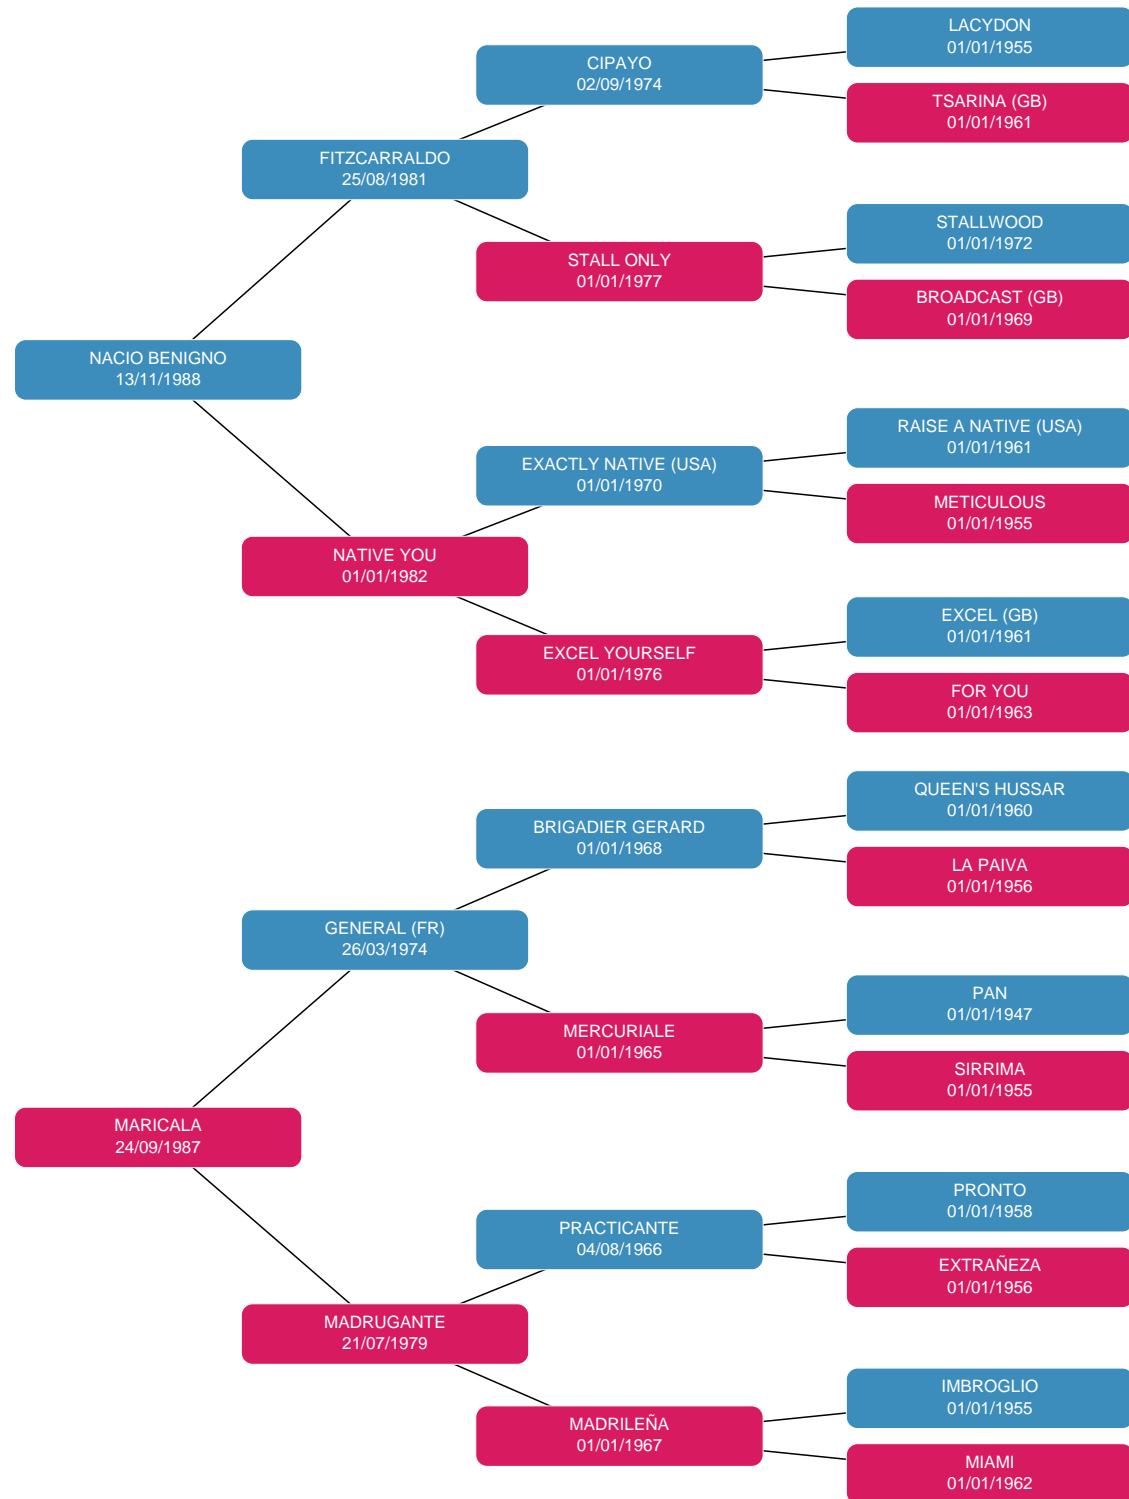 LACYDON
01/01/1955
CIPAYO
02/09/1974
TSARINA (GB)
01/01/1961
FITZCARRALDO
25/08/1981
STALLWOOD
01/01/1972
STALL ONLY
01/01/1977
BROADCAST (GB)
01/01/1969
NACIO BENIGNO
13/11/1988
RAISE A NATIVE (USA)
01/01/1961
EXACTLY NATIVE (USA)
01/01/1970
METICULOUS
01/01/1955
NATIVE YOU
01/01/1982
EXCEL (GB)
01/01/1961
EXCEL YOURSELF
01/01/1976
FOR YOU
01/01/1963
QUEEN'S HUSSAR
01/01/1960
BRIGADIER GERARD
01/01/1968
LA PAIVA
01/01/1956
GENERAL (FR)
26/03/1974
PAN
01/01/1947
MERCURIALE
01/01/1965
SIRRIMA
01/01/1955
MARICALA
24/09/1987
PRONTO
01/01/1958
PRACTICANTE
04/08/1966
EXTRAÑEZA
01/01/1956
MADRUGANTE
21/07/1979
IMBROGLIO
01/01/1955
MADRILEÑA
01/01/1967
MIAMI
01/01/1962